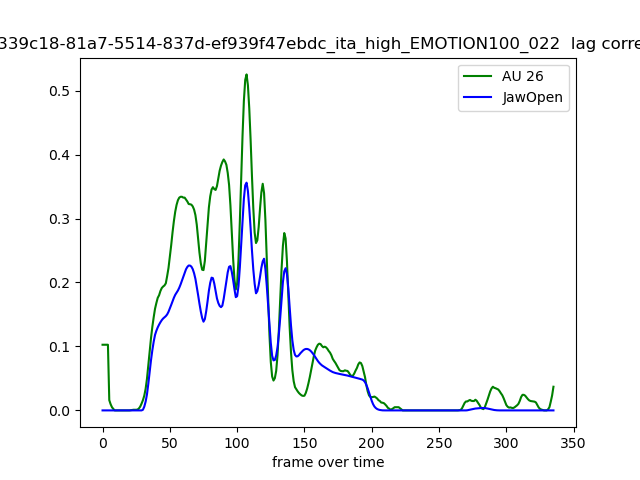 339c18-81a7-5514-837d-ef939f47ebdc_ita_high_EMOTION100_022 lag corre
AU 26
JawOpen
0.5
0.4
0.3
0.2
0.1
0.0
0 50 100 150 200 250 300 350
frame over time